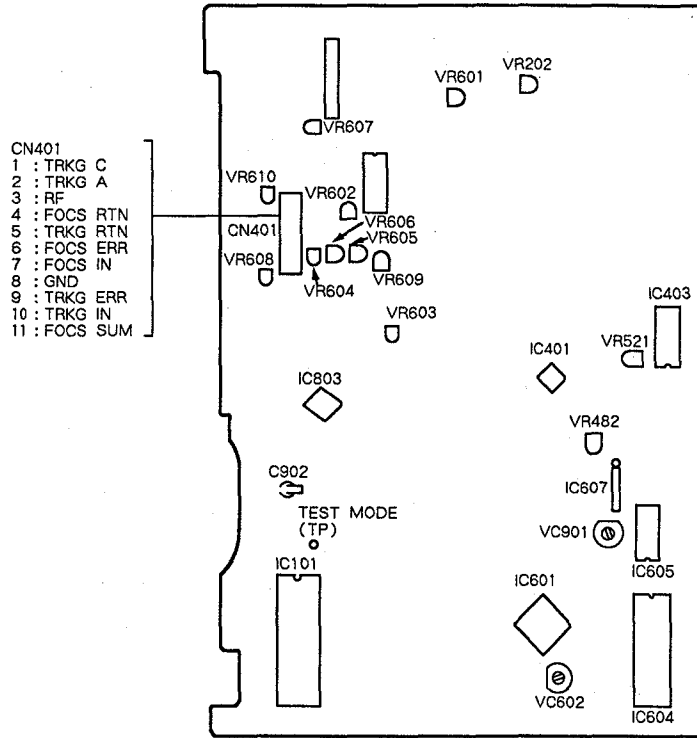 VR601
VR202
VR607
CN401
1 : TRKG C
2 : TRKG A
3 : RF
4 : FOCS RTN
5 : TRKG RTN
6 : FOCS ERR
7 : FOCS IN
8 : GND
9 : TRKG ERR
10 : TRKG IN
11 : FOCS SUM
VR610
VR602
CN401
VR606
VR605
VR608
VR604
VR609
VR603
IC403
VR521
IC401
IC803
VR482
C902
IC607
TEST MODE
(TP)
VC901
IC101
IC605
IC601
VC602
IC604